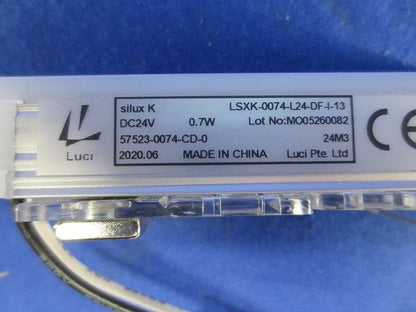 silux K LSXK-0074-L24-DF-I-13
DC24V 0.7W Lot No:MO05260082
57523-0074-CD-0 24M3
2020.06 MADE IN CHINA Luci Pte. Ltd
Luci
CE